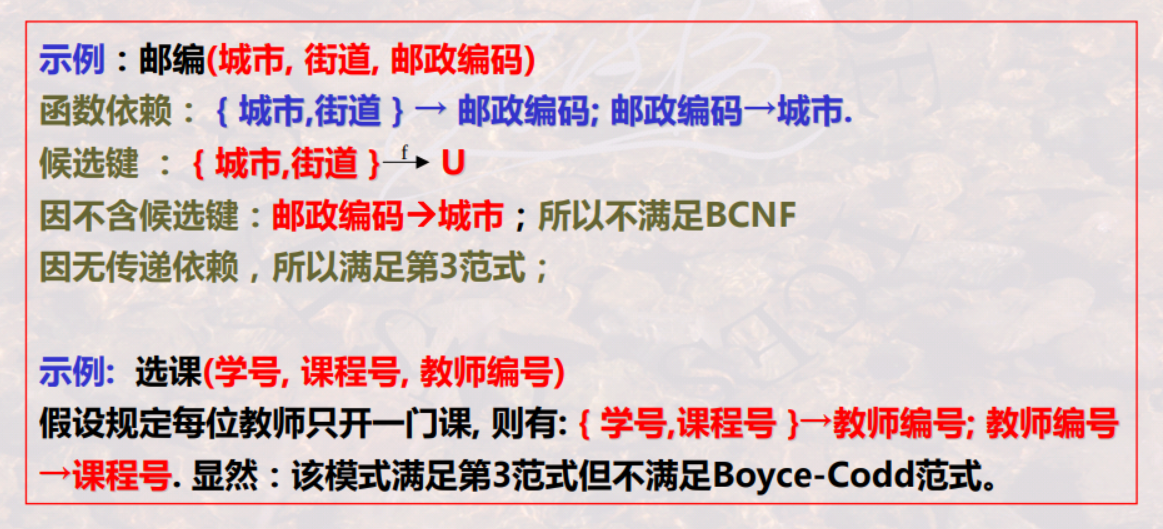 示例：邮编(城市, 街道, 邮政编码)
函数依赖： { 城市,街道 } → 邮政编码; 邮政编码→城市.
候选键 ： { 城市,街道 } f→ U
因不含候选键：邮政编码→城市；所以不满足BCNF
因无传递依赖，所以满足第3范式；
示例: 选课(学号, 课程号, 教师编号)
假设规定每位教师只开一门课, 则有: { 学号,课程号 }→教师编号; 教师编号
→课程号. 显然：该模式满足第3范式但不满足Boyce-Codd范式。